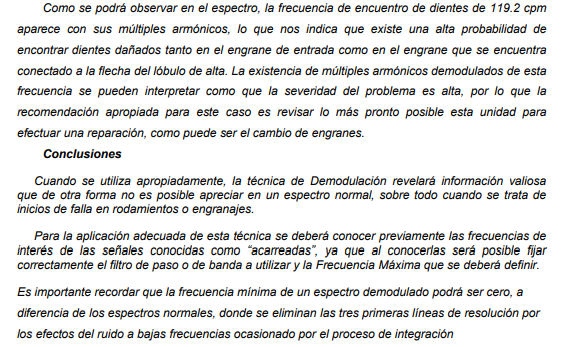 Como se podrá observar en el espectro, la frecuencia de encuentro de dientes de 119.2 cpm
aparece con sus múltiples armónicos, lo que nos indica que existe una alta probabilidad de
encontrar dientes dañados tanto en el engrane de entrada como en el engrane que se encuentra
conectado a la flecha del lóbulo de alta. La existencia de múltiples armónicos demodulados de esta
frecuencia se pueden interpretar como que la severidad del problema es alta, por lo que la
recomendación apropiada para este caso es revisar lo más pronto posible esta unidad para
efectuar una reparación, como puede ser el cambio de engranes.
Conclusiones
Cuando se utiliza apropiadamente, la técnica de Demodulación revelará información valiosa
que de otra forma no es posible apreciar en un espectro normal, sobre todo cuando se trata de
inicios de falla en rodamientos o engranajes.
Para la aplicación adecuada de esta técnica se deberá conocer previamente las frecuencias de
interés de las señales conocidas como “acarreadas”, ya que al conocerlas será posible fijar
correctamente el filtro de paso o de banda a utilizar y la Frecuencia Máxima que se deberá definir.
Es importante recordar que la frecuencia mínima de un espectro demodulado podrá ser cero, a
diferencia de los espectros normales, donde se eliminan las tres primeras líneas de resolución por
los efectos del ruido a bajas frecuencias ocasionado por el proceso de integración